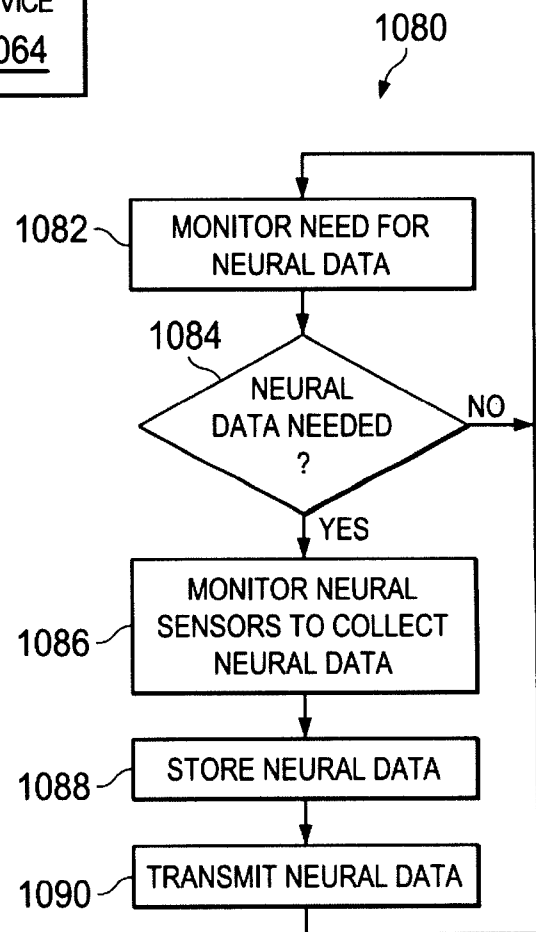 064
1080
1082
MONITOR NEED FOR
NEURAL DATA
1084
NEURAL
DATA NEEDED
?
NO
YES
1086
MONITOR NEURAL
SENSORS TO COLLECT
NEURAL DATA
1088
STORE NEURAL DATA
1090
TRANSMIT NEURAL DATA